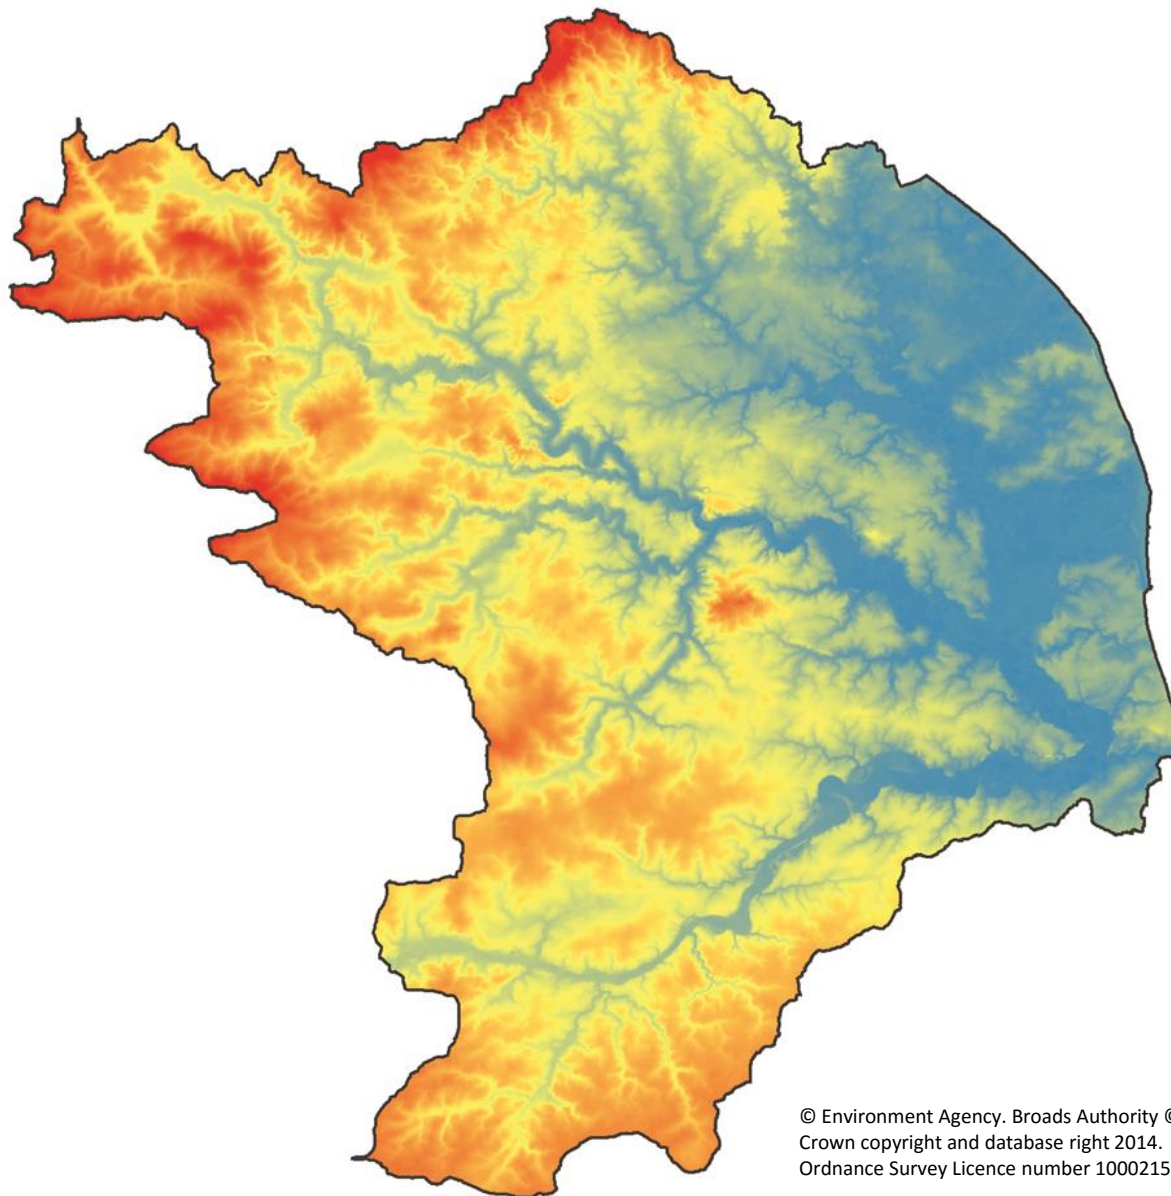 © Environment Agency. Broads Authority ©
Crown copyright and database right 2014.
Ordnance Survey Licence number 1000215